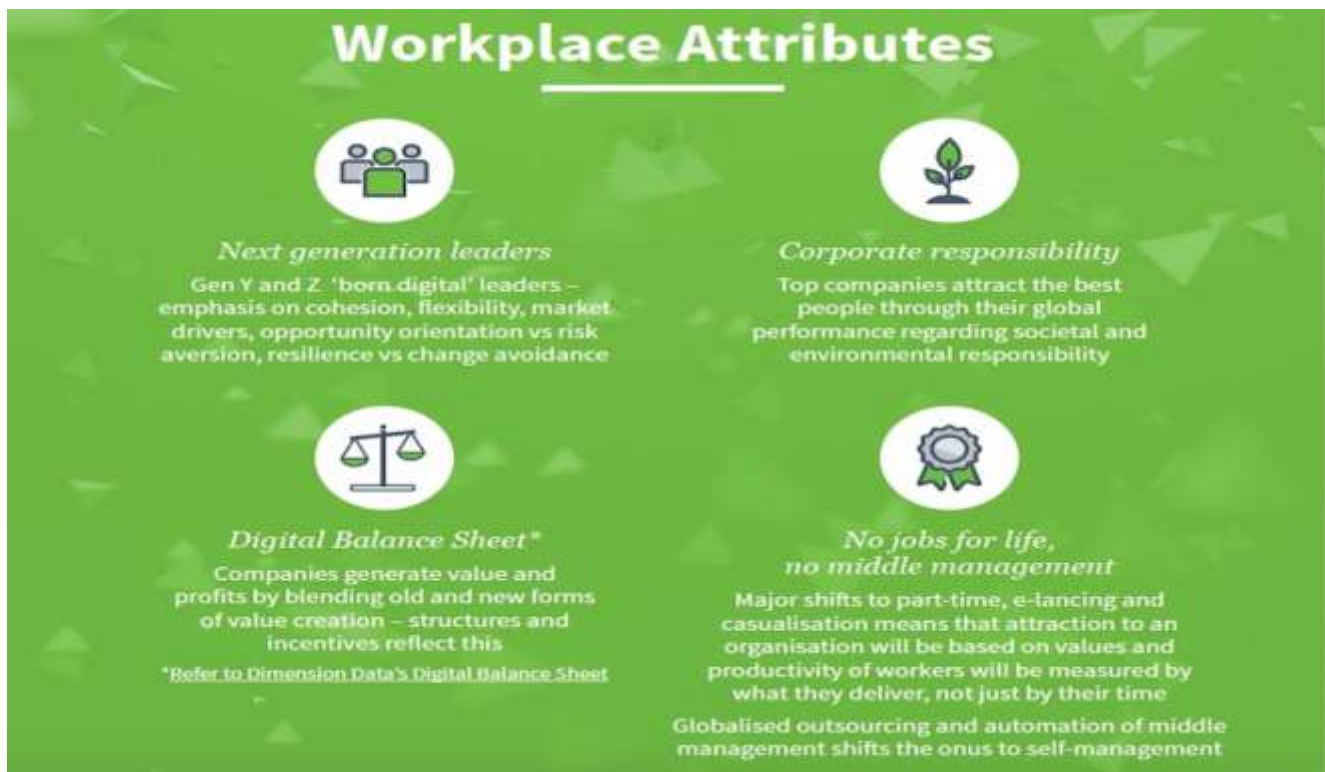 Workplace Attributes
Next generation leaders
Gen Y and Z 'born digital' leaders –
emphasis on cohesion, flexibility, market
drivers, opportunity orientation vs risk
aversion, resilience vs change avoidance
Corporate responsibility
Top companies attract the best
people through their global
performance regarding societal and
environmental responsibility
Digital Balance Sheet*
Companies generate value and
profits by blending old and new forms
of value creation – structures and
incentives reflect this
*Refer to Dimension Data's Digital Balance Sheet
No jobs for life,
no middle management
Major shifts to part-time, e-lancing and
casualisation means that attraction to an
organisation will be based on values and
productivity of workers will be measured by
what they deliver, not just by their time
Globalised outsourcing and automation of middle
management shifts the onus to self-management